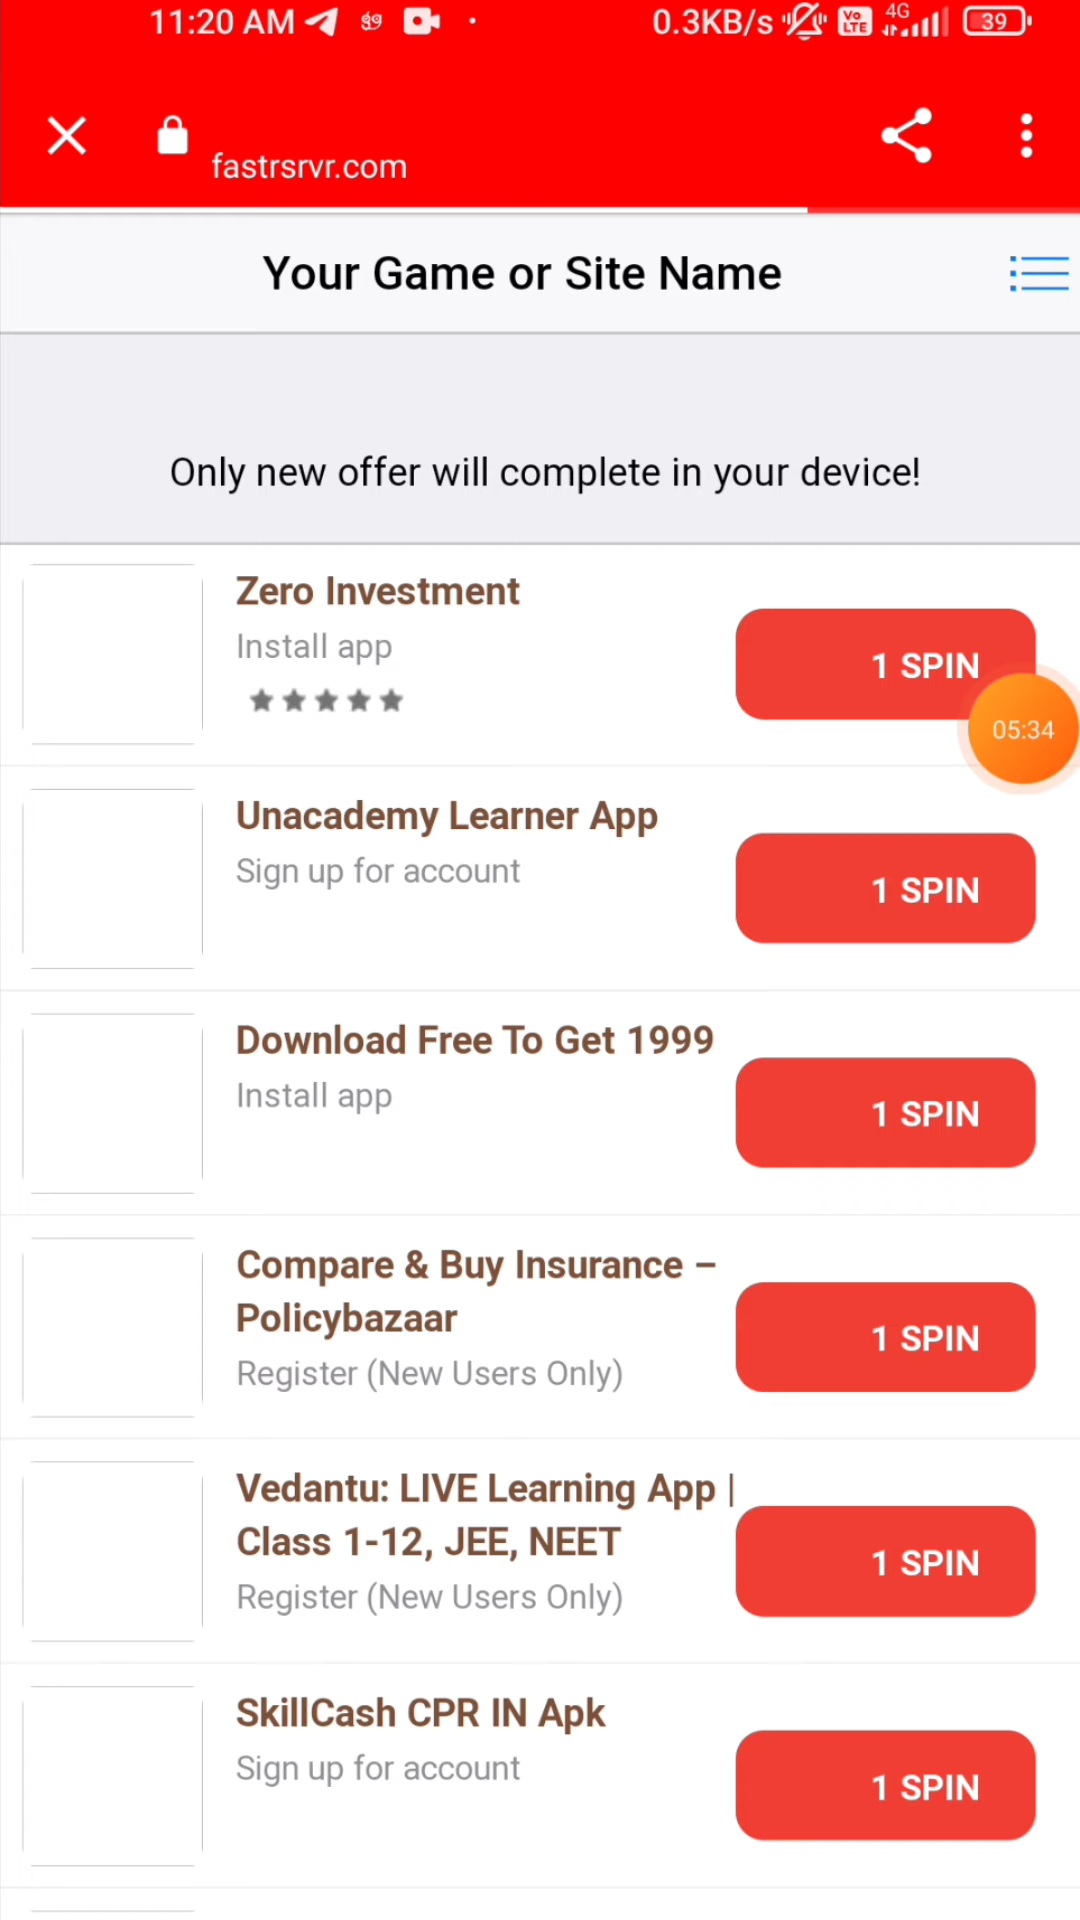 11:20 AM
0.3KB/s
Vo LTE
4G
39
fastrsrvr.com
Your Game or Site Name
Only new offer will complete in your device!
Zero Investment
Install app
1 SPIN
05:34
Unacademy Learner App
Sign up for account
1 SPIN
Download Free To Get 1999
Install app
1 SPIN
Compare & Buy Insurance –
Policybazaar
Register (New Users Only)
1 SPIN
Vedantu: LIVE Learning App |
Class 1-12, JEE, NEET
Register (New Users Only)
1 SPIN
SkillCash CPR IN Apk
Sign up for account
1 SPIN